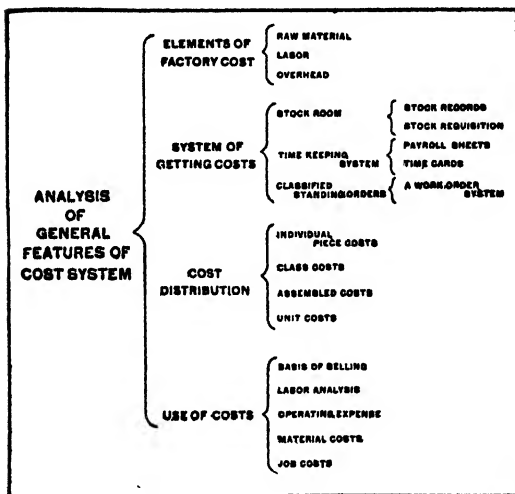 ANALYSIS
OF
GENERAL
FEATURES OF
COST SYSTEM
ELEMENTS OF
FACTORY COST
RAW MATERIAL
LABOR
OVERHEAD
SYSTEM OF
GETTING COSTS
STOCK ROOM
STOCK RECORDS
STOCK REQUISITION
TIME KEEPING
SYSTEM
PAYROLL SHEETS
TIME CARDS
CLASSIFIED
STANDING ORDERS
A WORK ORDER
SYSTEM
COST
DISTRIBUTION
INDIVIDUAL
PIECE COSTS
CLASS COSTS
ASSEMBLED COSTS
UNIT COSTS
USE OF COSTS
BASIS OF SELLING
LABOR ANALYSIS
OPERATING EXPENSE
MATERIAL COSTS
JOB COSTS